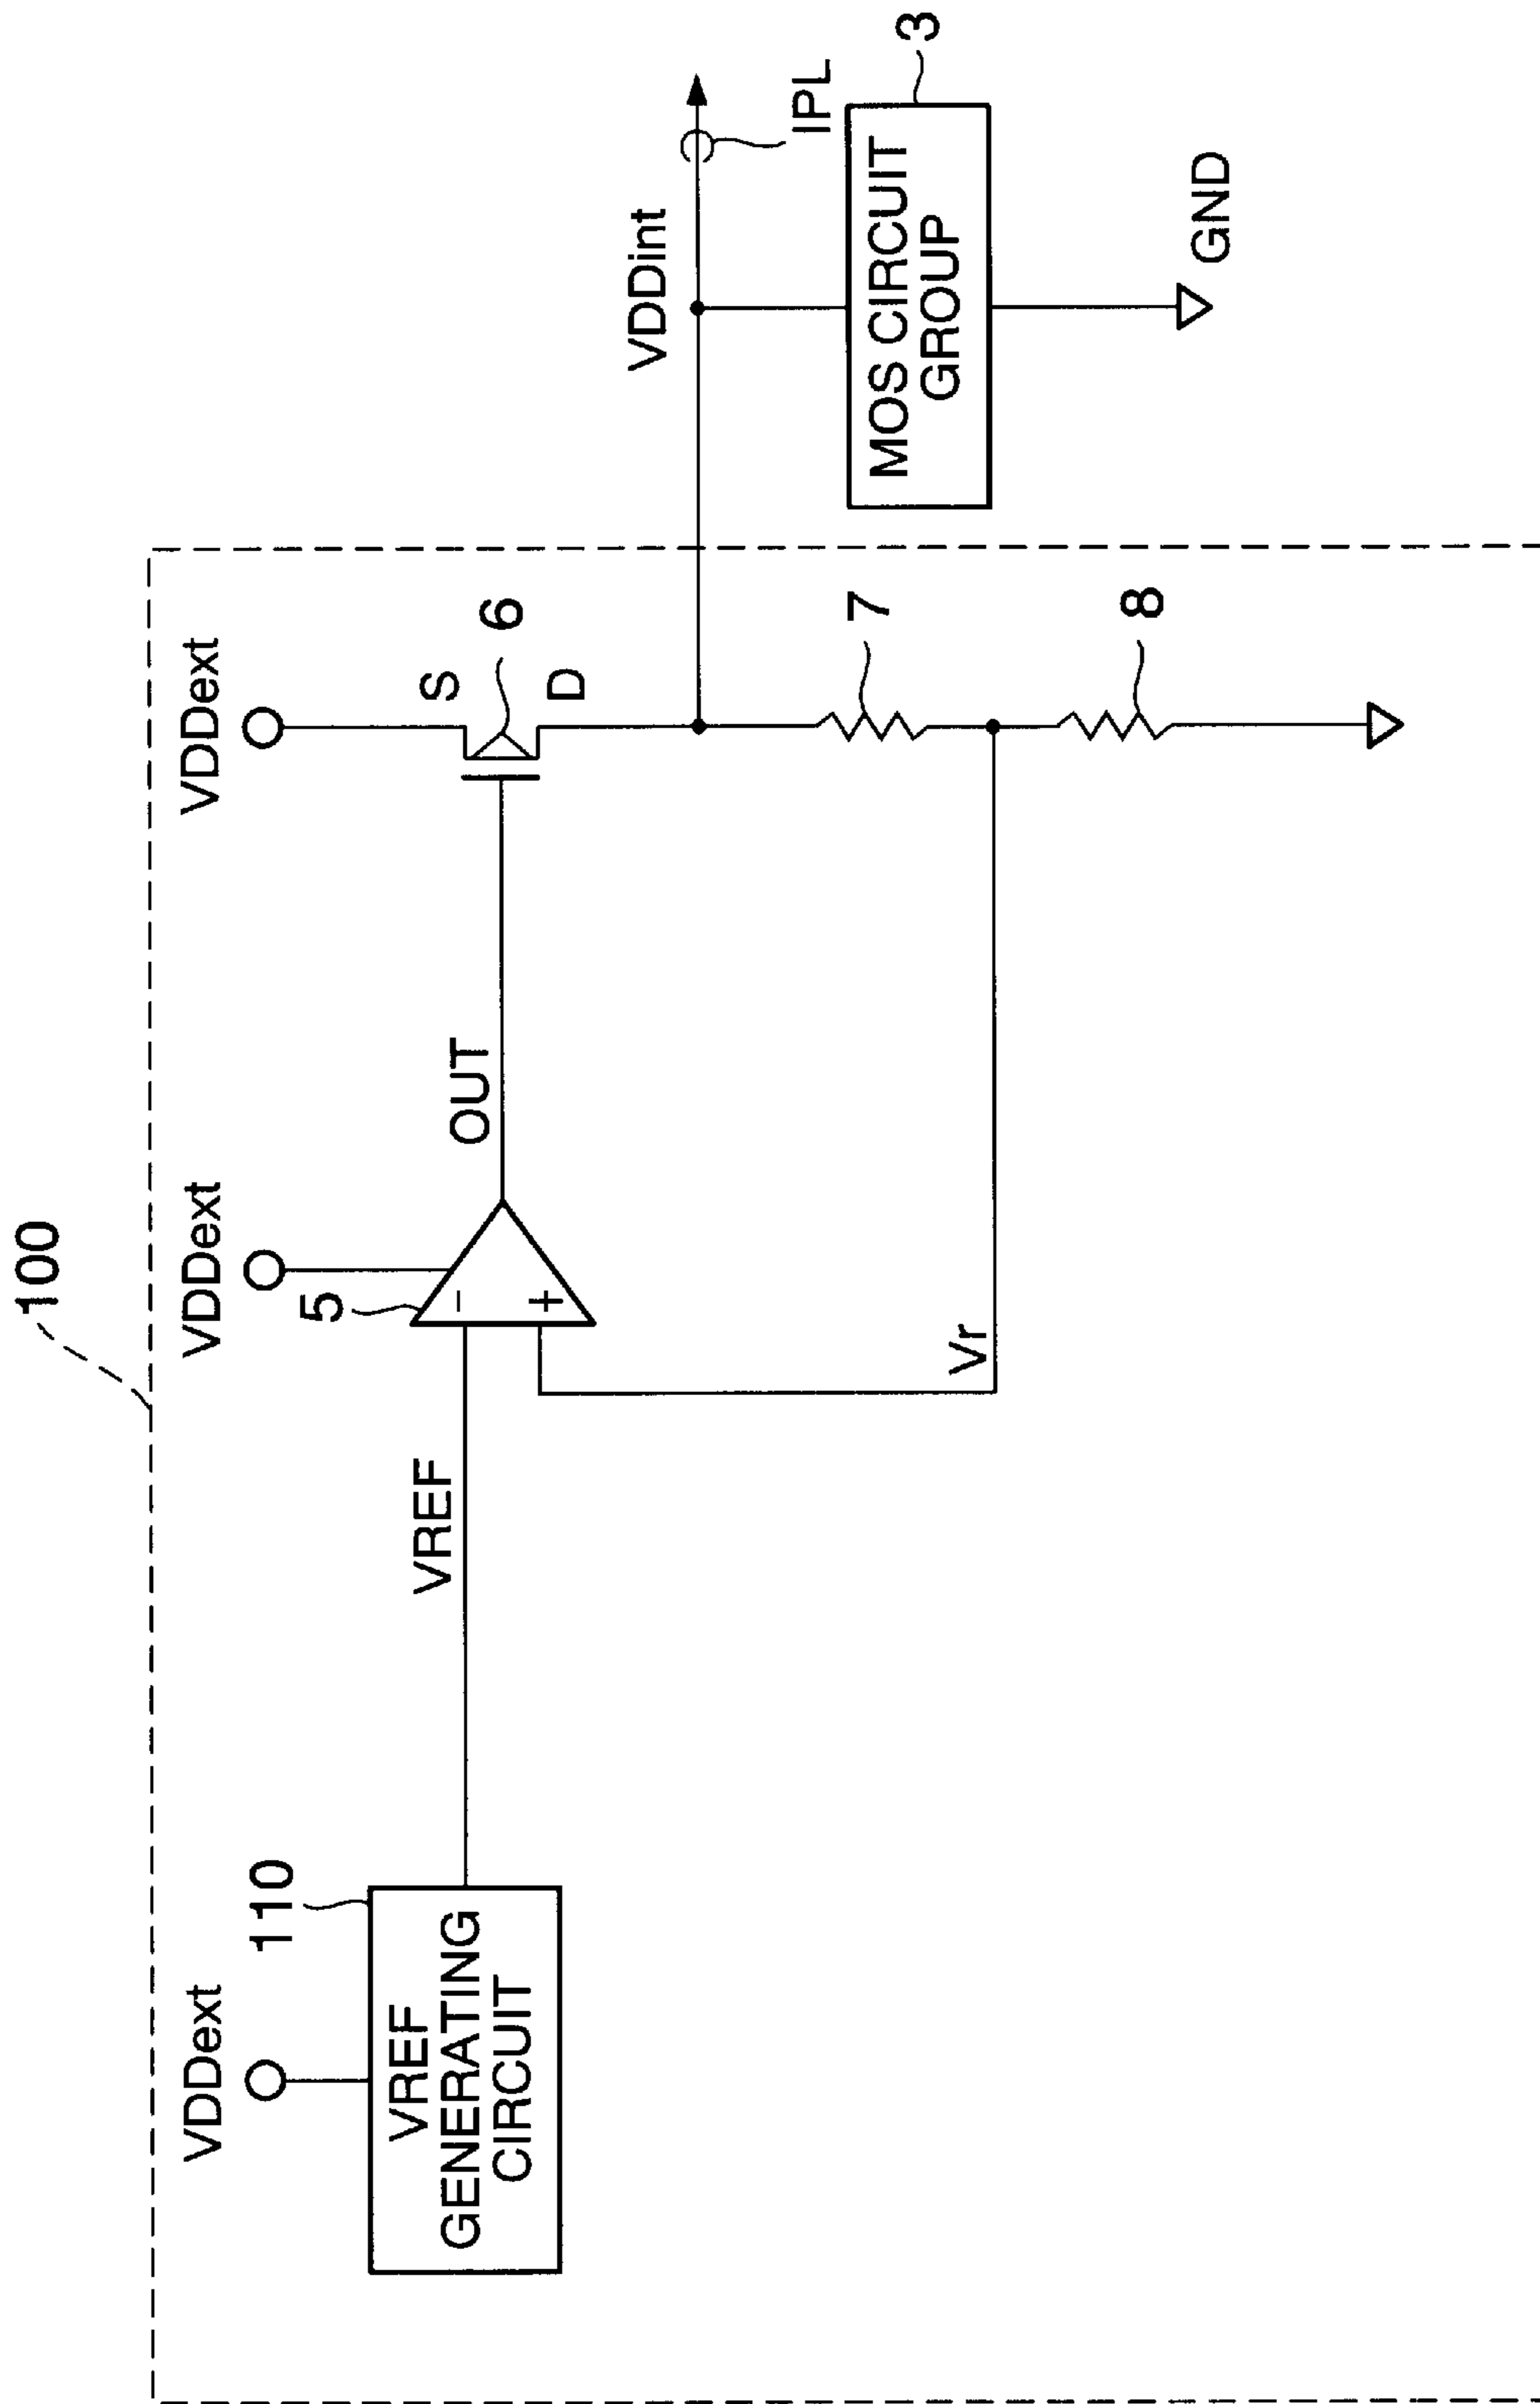 100
VDDext
VDDext
VDDext
110
5
S
6
D
VREF
GENERATING
CIRCUIT
VREF
−
+
OUT
VDDint
IPL
7
Vr
8
MOS CIRCUIT
GROUP
3
GND